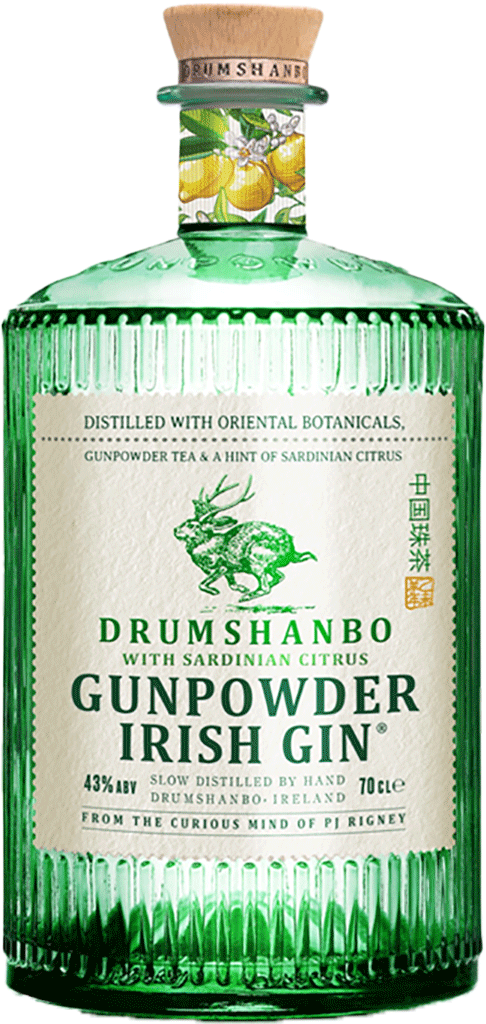 DRUMSHANBO
GUNPOWDER
DISTILLED WITH ORIENTAL BOTANICALS,
GUNPOWDER TEA & A HINT OF SARDINIAN CITRUS
中国珠茶
DRUMSHANBO
WITH SARDINIAN CITRUS
GUNPOWDER
IRISH GIN®
43% ABV SLOW DISTILLED BY HAND 70 CL ℮
DRUMSHANBO · IRELAND
FROM THE CURIOUS MIND OF PJ RIGNEY